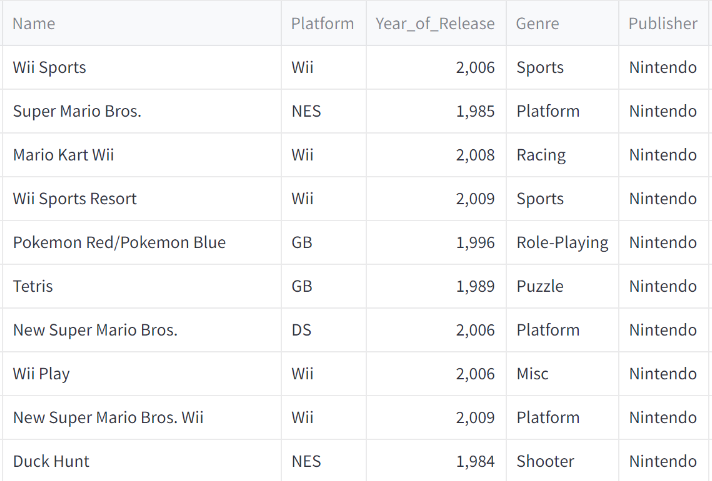 Name Platform Year_of_Release Genre Publisher
Wii Sports Wii 2,006 Sports Nintendo
Super Mario Bros. NES 1,985 Platform Nintendo
Mario Kart Wii Wii 2,008 Racing Nintendo
Wii Sports Resort Wii 2,009 Sports Nintendo
Pokemon Red/Pokemon Blue GB 1,996 Role-Playing Nintendo
Tetris GB 1,989 Puzzle Nintendo
New Super Mario Bros. DS 2,006 Platform Nintendo
Wii Play Wii 2,006 Misc Nintendo
New Super Mario Bros. Wii Wii 2,009 Platform Nintendo
Duck Hunt NES 1,984 Shooter Nintendo